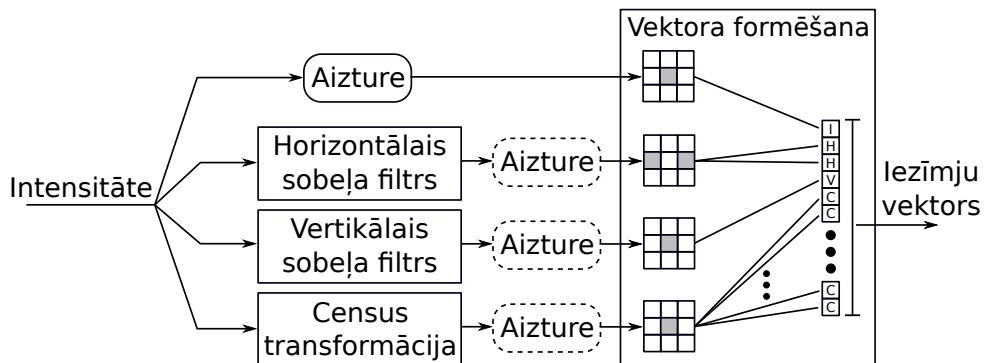 Vektora formēšana
Aizture
Horizontālais
sobeļa filtrs
Aizture
Intensitāte
Vertikālais
sobeļa filtrs
Aizture
Census
transformācija
Aizture
I
H
H
V
C
C
C
C
Iezīmju
vektors